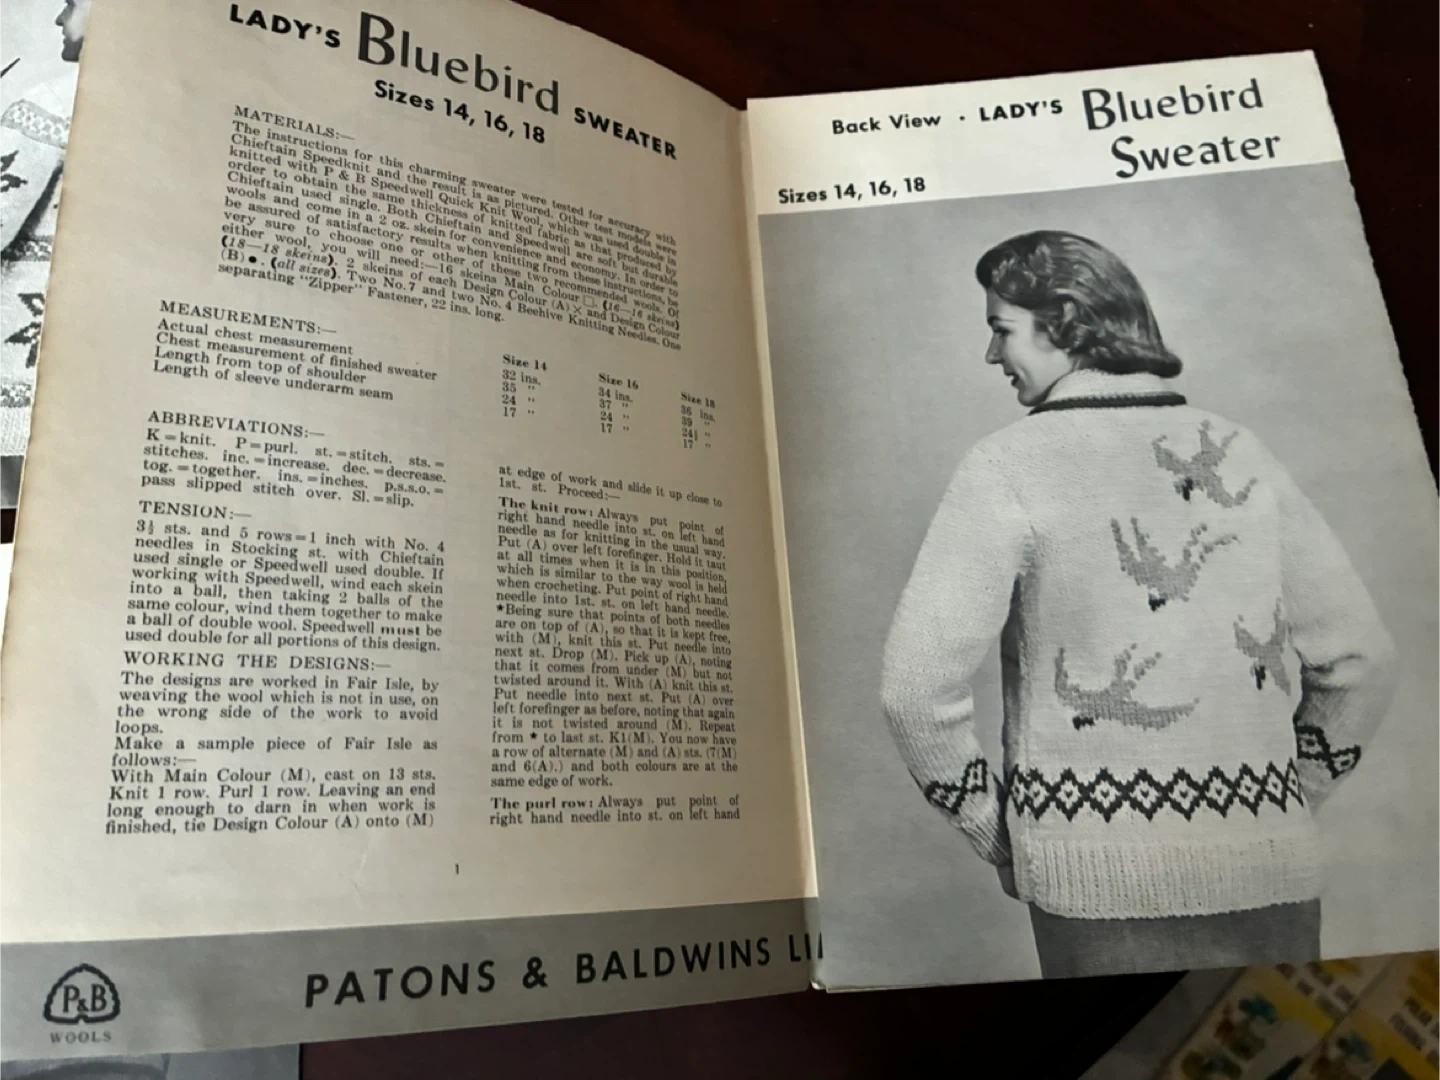 LADY'S Bluebird SWEATER
Sizes 14, 16, 18
MATERIALS:—
The instructions for this charming sweater were tested for accuracy with
Chieftain Speedknit and the result is as pictured. Other test models were
knitted with P & B Speedwell Quick Knit Wool, which was used double in
order to obtain the same thickness of knitted fabric as that produced by
Chieftain used single. Both Chieftain and Speedwell are soft but durable
wools and come in a 2 oz. skein for convenience and economy. In order to
be assured of satisfactory results when knitting from these instructions, be
very sure to choose one or other of these two recommended wools. Of
either wool, you will need:—16 skeins Main Colour □. (16—16 skeins)
(18—18 skeins). 2 skeins of each Design Colour (A) X and Design Colour
(B) ●. (all sizes). Two No. 7 and two No. 4 Beehive Knitting Needles. One
separating "Zipper" Fastener, 22 ins. long.
MEASUREMENTS:—
Size 14 Size 16 Size 18
Actual chest measurement 32 ins. 34 ins. 36 ins.
Chest measurement of finished sweater 35 " 37 " 39 "
Length from top of shoulder 24 " 24 " 24½ "
Length of sleeve underarm seam 17 " 17 " 17 "
ABBREVIATIONS:—
K = knit. P = purl. st. = stitch. sts. =
stitches. inc. = increase. dec. = decrease.
tog. = together. ins. = inches. p.s.s.o. =
pass slipped stitch over. Sl. = slip.
TENSION:—
3½ sts. and 5 rows = 1 inch with No. 4
needles in Stocking st. with Chieftain
used single or Speedwell used double. If
working with Speedwell, wind each skein
into a ball, then taking 2 balls of the
same colour, wind them together to make
a ball of double wool. Speedwell must be
used double for all portions of this design.
WORKING THE DESIGNS:—
The designs are worked in Fair Isle, by
weaving the wool which is not in use, on
the wrong side of the work to avoid
loops.
Make a sample piece of Fair Isle as
follows:—
With Main Colour (M), cast on 13 sts.
Knit 1 row. Purl 1 row. Leaving an end
long enough to darn in when work is
finished, tie Design Colour (A) onto (M)
at edge of work and slide it up close to
1st. st. Proceed:—
The knit row: Always put point of
right hand needle into st. on left hand
needle as for knitting in the usual way.
Put (A) over left forefinger. Hold it taut
at all times when it is in this position,
which is similar to the way wool is held
when crocheting. Put point of right hand
needle into 1st. st. on left hand needle.
★Being sure that points of both needles
are on top of (A), so that it is kept free,
with (M), knit this st. Put needle into
next st. Drop (M). Pick up (A), noting
that it comes from under (M) but not
twisted around it. With (A) knit this st.
Put needle into next st. Put (A) over
left forefinger as before, noting that again
it is not twisted around (M). Repeat
from ★ to last st. K1(M). You now have
a row of alternate (M) and (A) sts. (7(M)
and 6(A).) and both colours are at the
same edge of work.
The purl row: Always put point of
right hand needle into st. on left hand
1
P&B
WOOLS
PATONS & BALDWINS LI
Back View · LADY'S Bluebird
Sweater
Sizes 14, 16, 18